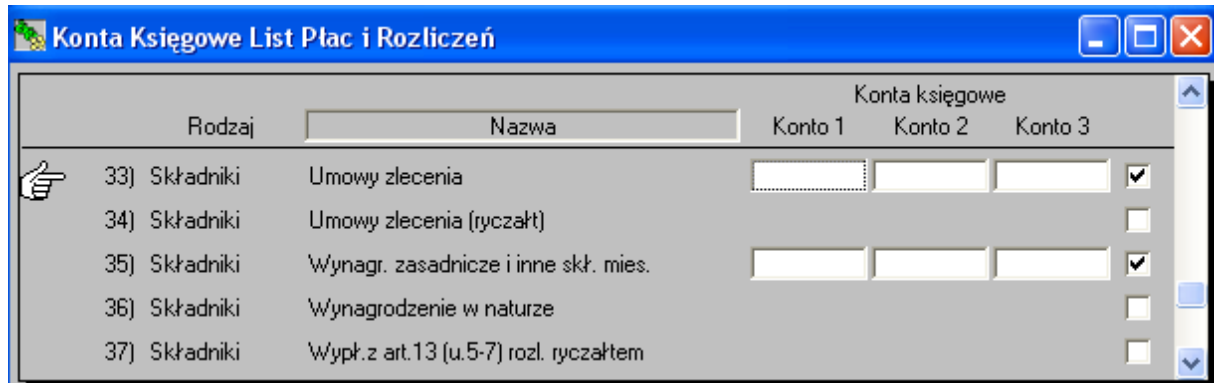 Konta Księgowe List Płac i Rozliczeń
Konta księgowe
Rodzaj Nazwa Konto 1 Konto 2 Konto 3
33) Składniki Umowy zlecenia
34) Składniki Umowy zlecenia (ryczałt)
35) Składniki Wynagr. zasadnicze i inne skł. mies.
36) Składniki Wynagrodzenie w naturze
37) Składniki Wypł.z art.13 (u.5-7) rozl. ryczałtem